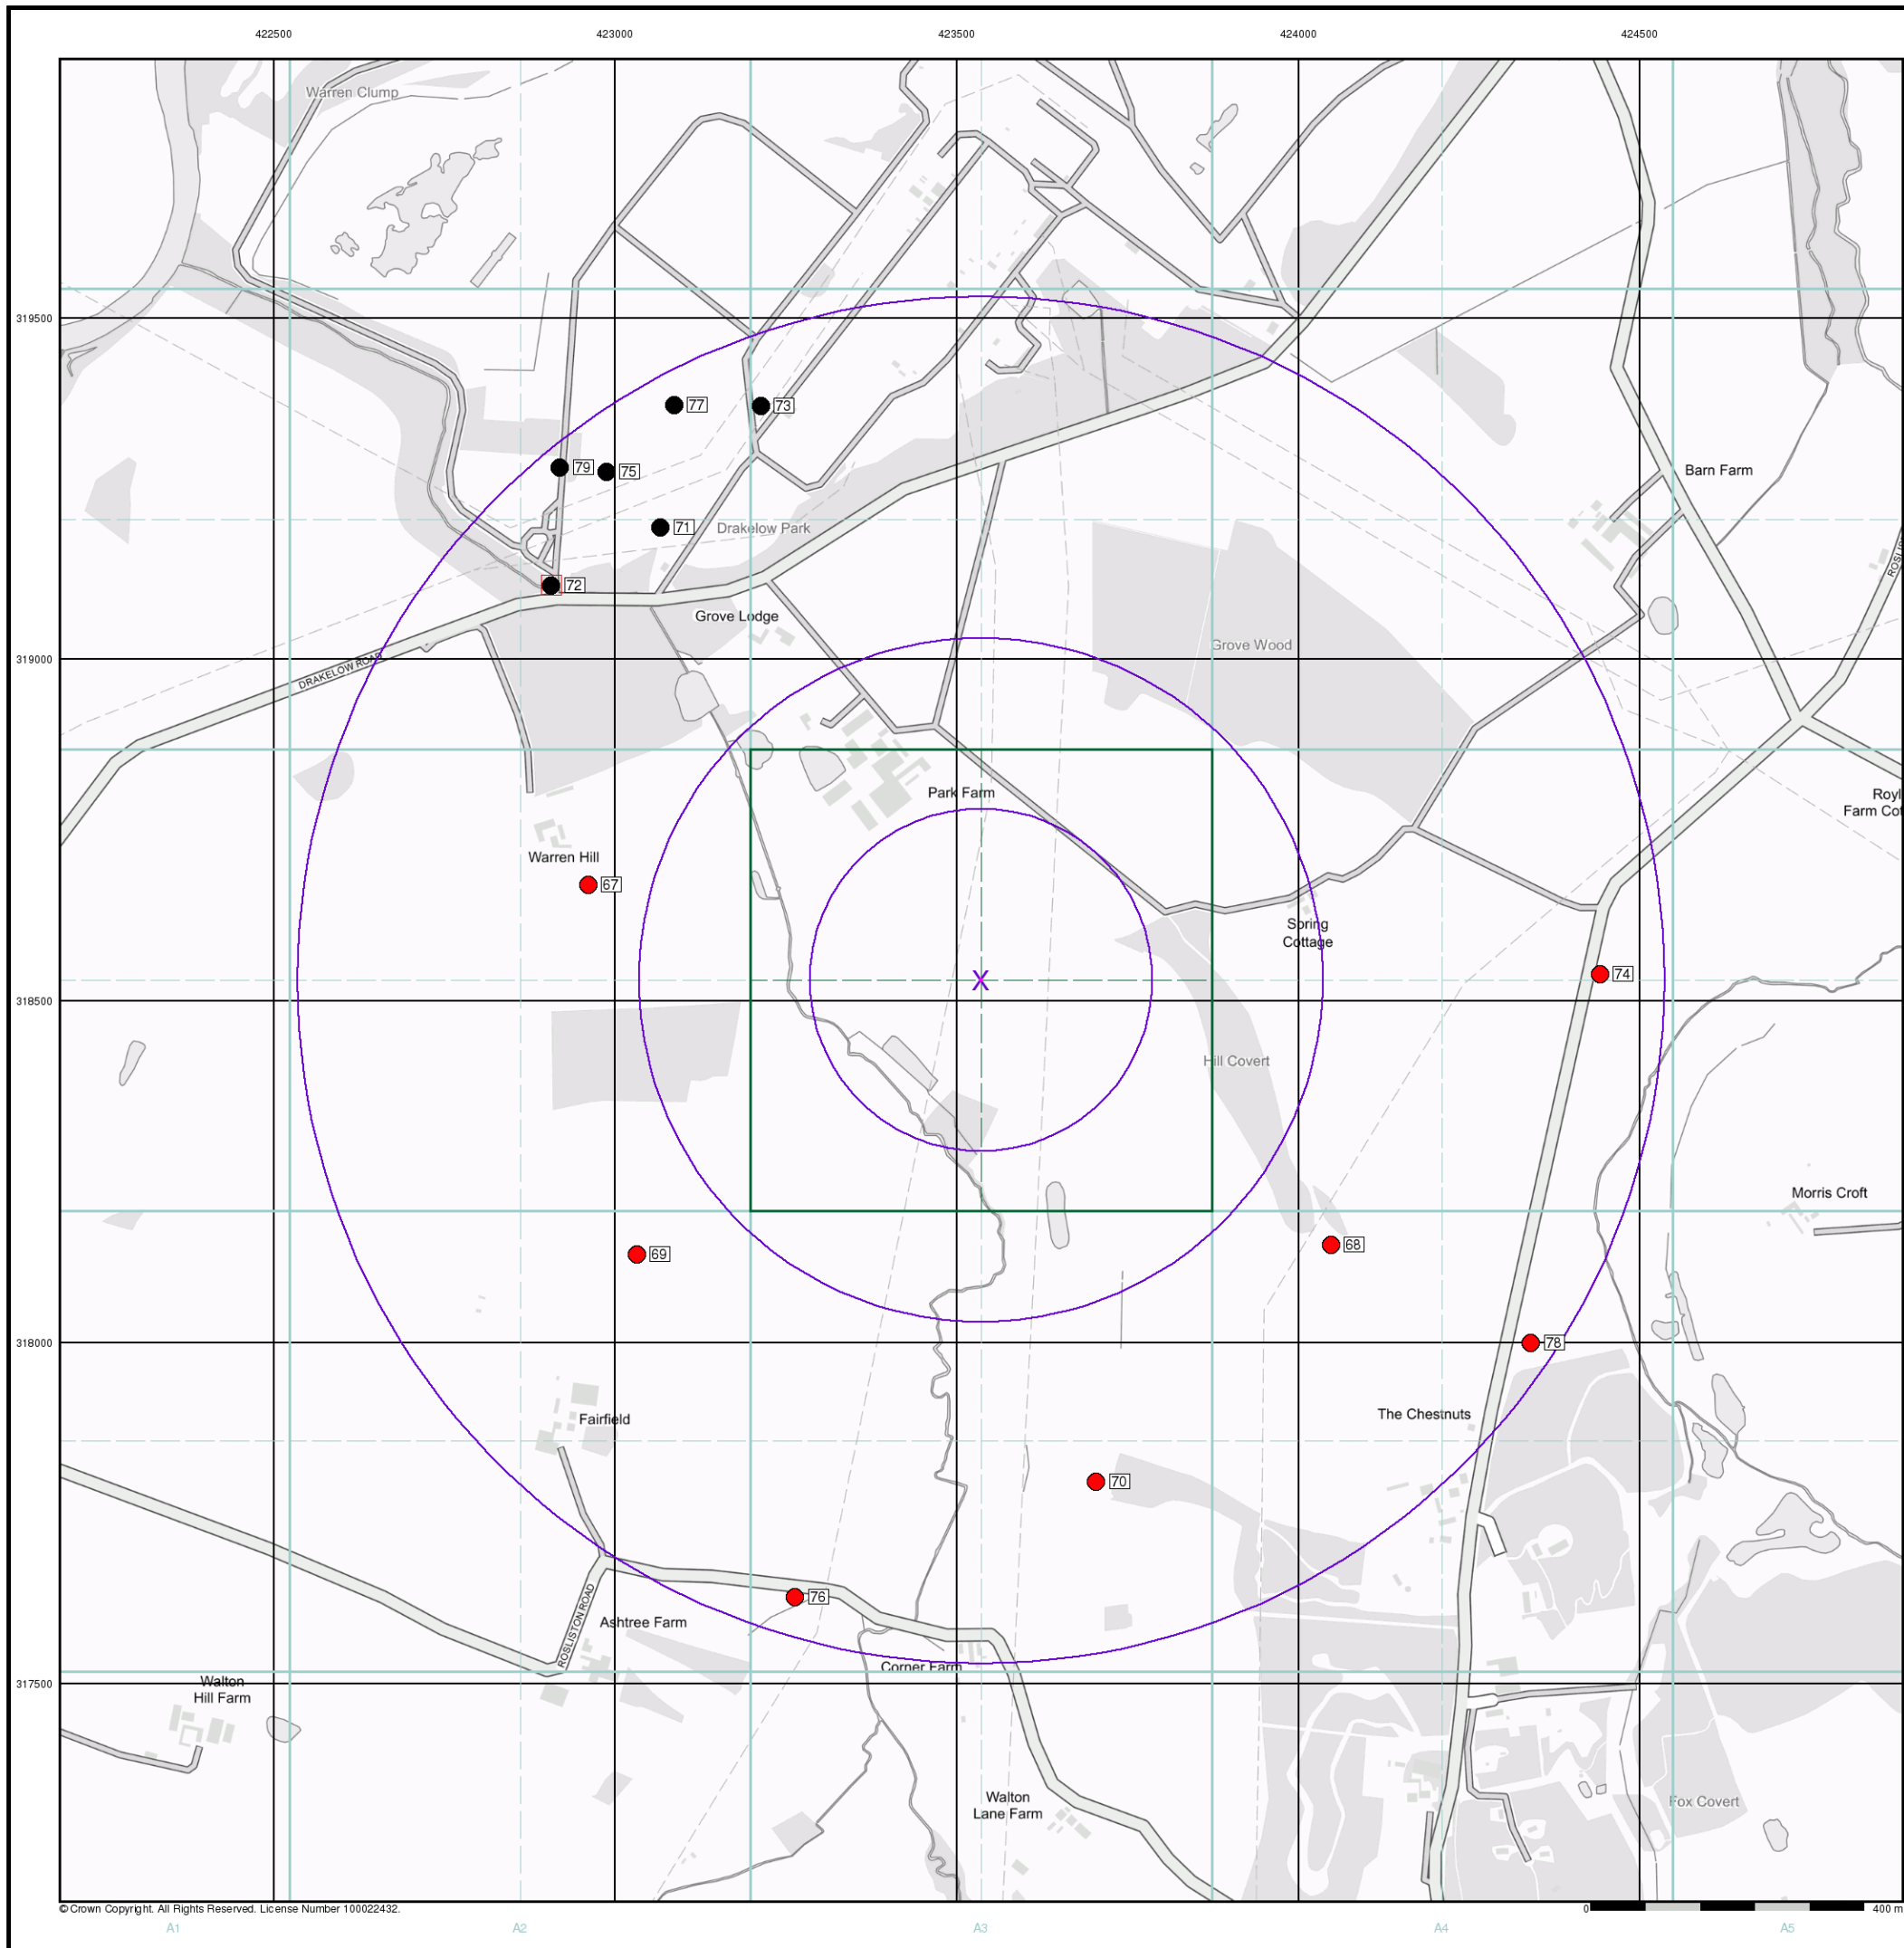 422500 423000 423500 424000 424500
Warren Clump
319500
77
73
79
75
Barn Farm
71
Drakelow Park
72
Grove Lodge
Grove Wood
319000
DRAKELOW ROAD
Park Farm
Royl
Farm Cot
Warren Hill
67
Spring
Cottage
74
X
318500
Hill Covert
Morris Croft
69
68
318000
78
The Chestnuts
Fairfield
70
76
ROSLISTON ROAD
Ashtree Farm
Corner Farm
Walton
Hill Farm
317500
Walton
Lane Farm
Fox Covert
© Crown Copyright. All Rights Reserved. License Number 100022432.
0 400 m
A1 A2 A3 A4 A5